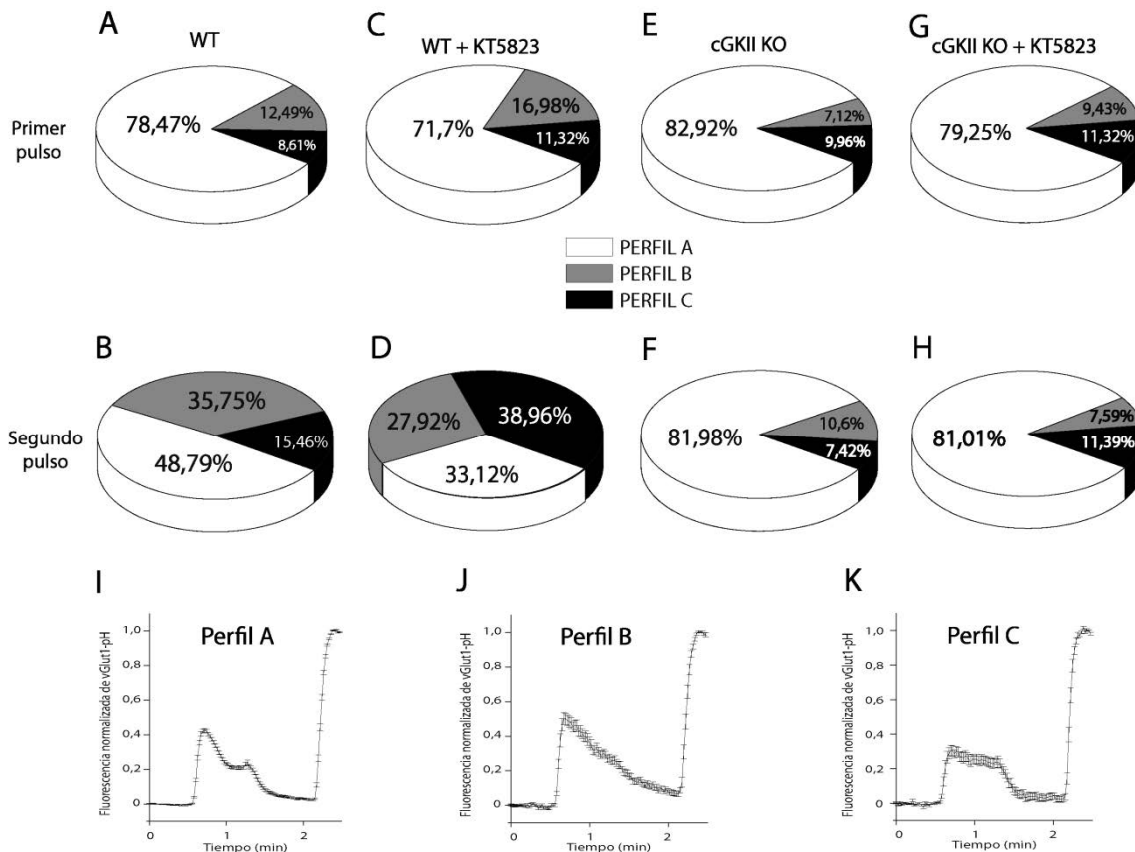 A
WT
C
WT + KT5823
E
cGKII KO
G
cGKII KO + KT5823
Primer
pulso
78,47%
12,49%
8,61%
71,7%
16,98%
11,32%
82,92%
7,12%
9,96%
79,25%
9,43%
11,32%
PERFIL A
PERFIL B
PERFIL C
B
D
F
H
Segundo
pulso
35,75%
15,46%
48,79%
27,92%
38,96%
33,12%
81,98%
10,6%
7,42%
81,01%
7,59%
11,39%
I
Perfil A
Fluorescencia normalizada de vGlut1-pH
1,0
0,8
0,6
0,4
0,2
0,0
0
1
2
Tiempo (min)
J
Perfil B
Fluorescencia normalizada de vGlut1-pH
1,0
0,8
0,6
0,4
0,2
0,0
0
1
2
Tiempo (min)
K
Perfil C
Fluorescencia normalizada de vGlut1-pH
1,0
0,8
0,6
0,4
0,2
0,0
0
1
2
Tiempo (min)